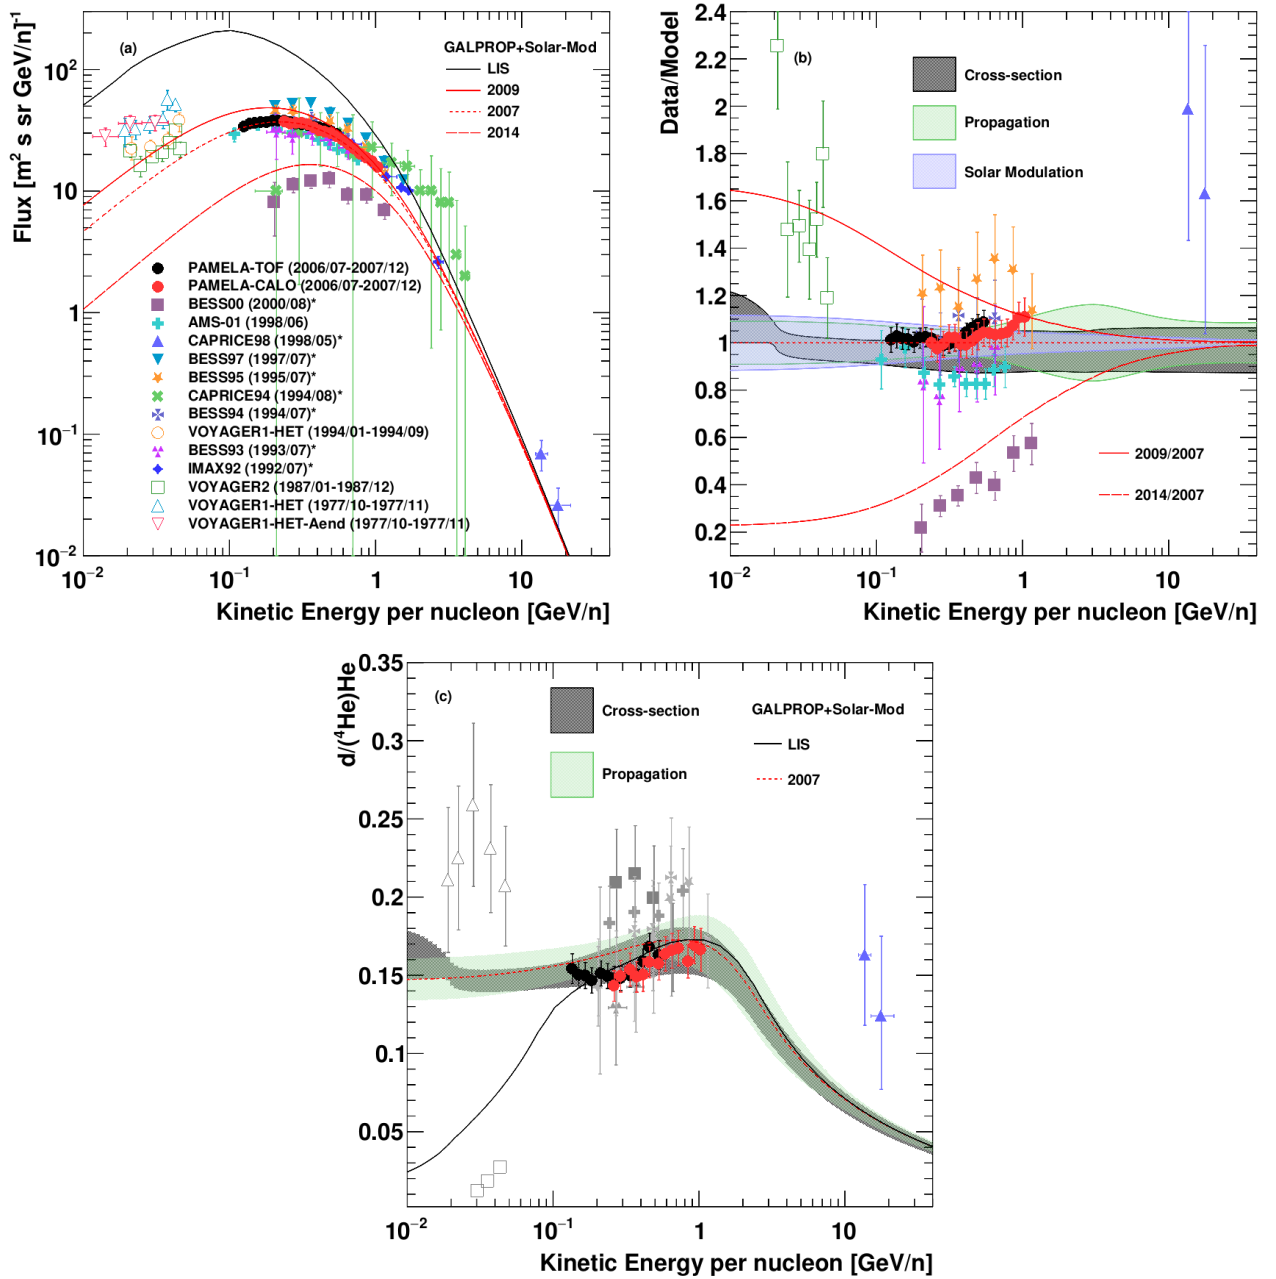 Flux [m² s sr GeV/n]⁻¹
10²
10
1
10⁻¹
10⁻²
(a)
GALPROP+Solar-Mod
LIS
2009
2007
2014
PAMELA-TOF (2006/07-2007/12)
PAMELA-CALO (2006/07-2007/12)
BESS00 (2000/08)*
AMS-01 (1998/06)
CAPRICE98 (1998/05)*
BESS97 (1997/07)*
BESS95 (1995/07)*
CAPRICE94 (1994/08)*
BESS94 (1994/07)*
VOYAGER1-HET (1994/01-1994/09)
BESS93 (1993/07)*
IMAX92 (1992/07)*
VOYAGER2 (1987/01-1987/12)
VOYAGER1-HET (1977/10-1977/11)
VOYAGER1-HET-Aend (1977/10-1977/11)
10⁻² 10⁻¹ 1 10
Kinetic Energy per nucleon [GeV/n]
Data/Model
2.4
2.2
2
1.8
1.6
1.4
1.2
1
0.8
0.6
0.4
0.2
(b)
Cross-section
Propagation
Solar Modulation
2009/2007
2014/2007
10⁻² 10⁻¹ 1 10
Kinetic Energy per nucleon [GeV/n]
d/(⁴He)He
0.35
0.3
0.25
0.2
0.15
0.1
0.05
(c)
Cross-section
Propagation
GALPROP+Solar-Mod
LIS
2007
10⁻² 10⁻¹ 1 10
Kinetic Energy per nucleon [GeV/n]